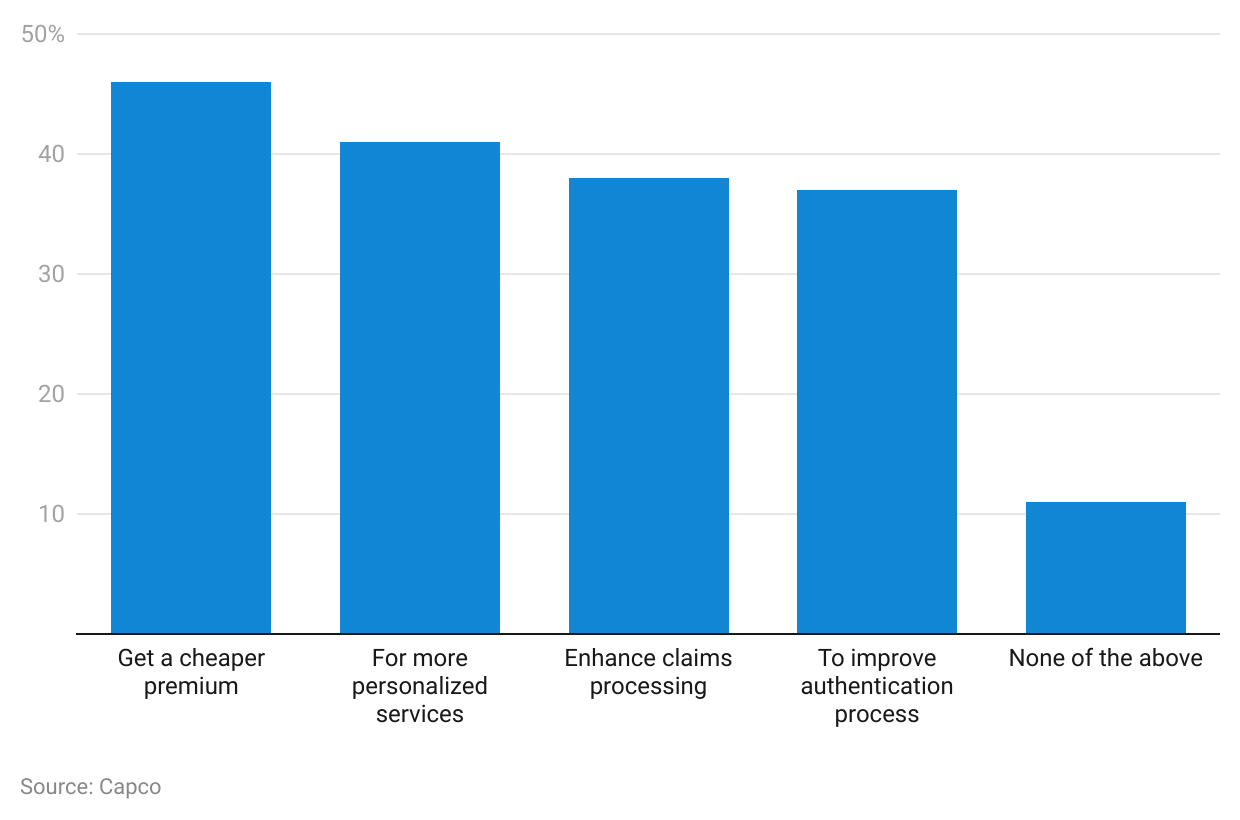 50%
40
30
20
10
Get a cheaper
premium
For more
personalized
services
Enhance claims
processing
To improve
authentication
process
None of the above
Source: Capco